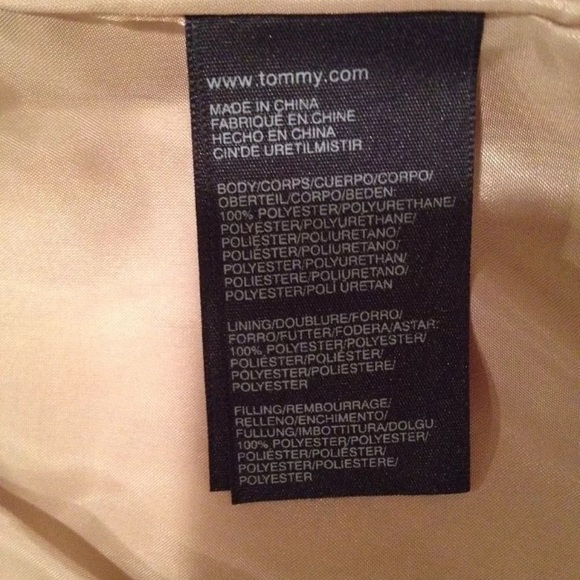 www.tommy.com
MADE IN CHINA
FABRIQUÉ EN CHINE
HECHO EN CHINA
CIN'DE URETILMISTIR
BODY/CORPS/CUERPO/CORPO/
OBERTEIL/CORPO/BEDEN:
100% POLYESTER/POLYURETHANE/
POLYESTER/POLYURETHANE/
POLIÉSTER/POLIURETANO/
POLIÉSTER/POLIURETANO/
POLYESTER/POLYURETHAN/
POLIESTERE/POLIURETANO/
POLYESTER/POLI ÜRETAN
LINING/DOUBLURE/FORRO/
FORRO/FUTTER/FODERA/ASTAR:
100% POLYESTER/POLYESTER/
POLIÉSTER/POLIÉSTER/
POLYESTER/POLIESTERE/
POLYESTER
FILLING/REMBOURRAGE/
RELLENO/ENCHIMENTO/
FÜLLUNG/IMBOTTITURA/DOLGU:
100% POLYESTER/POLYESTER/
POLIÉSTER/POLIÉSTER/
POLYESTER/POLIESTERE/
POLYESTER